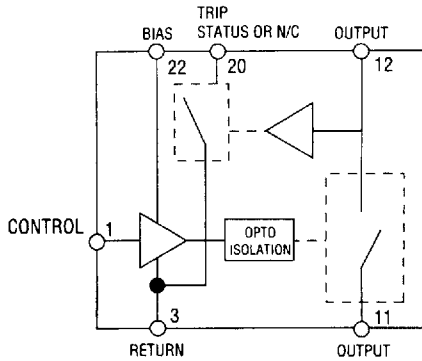 TRIP
BIAS STATUS OR N/C OUTPUT
22 20 12
CONTROL 1
OPTO
ISOLATION
3 11
RETURN OUTPUT